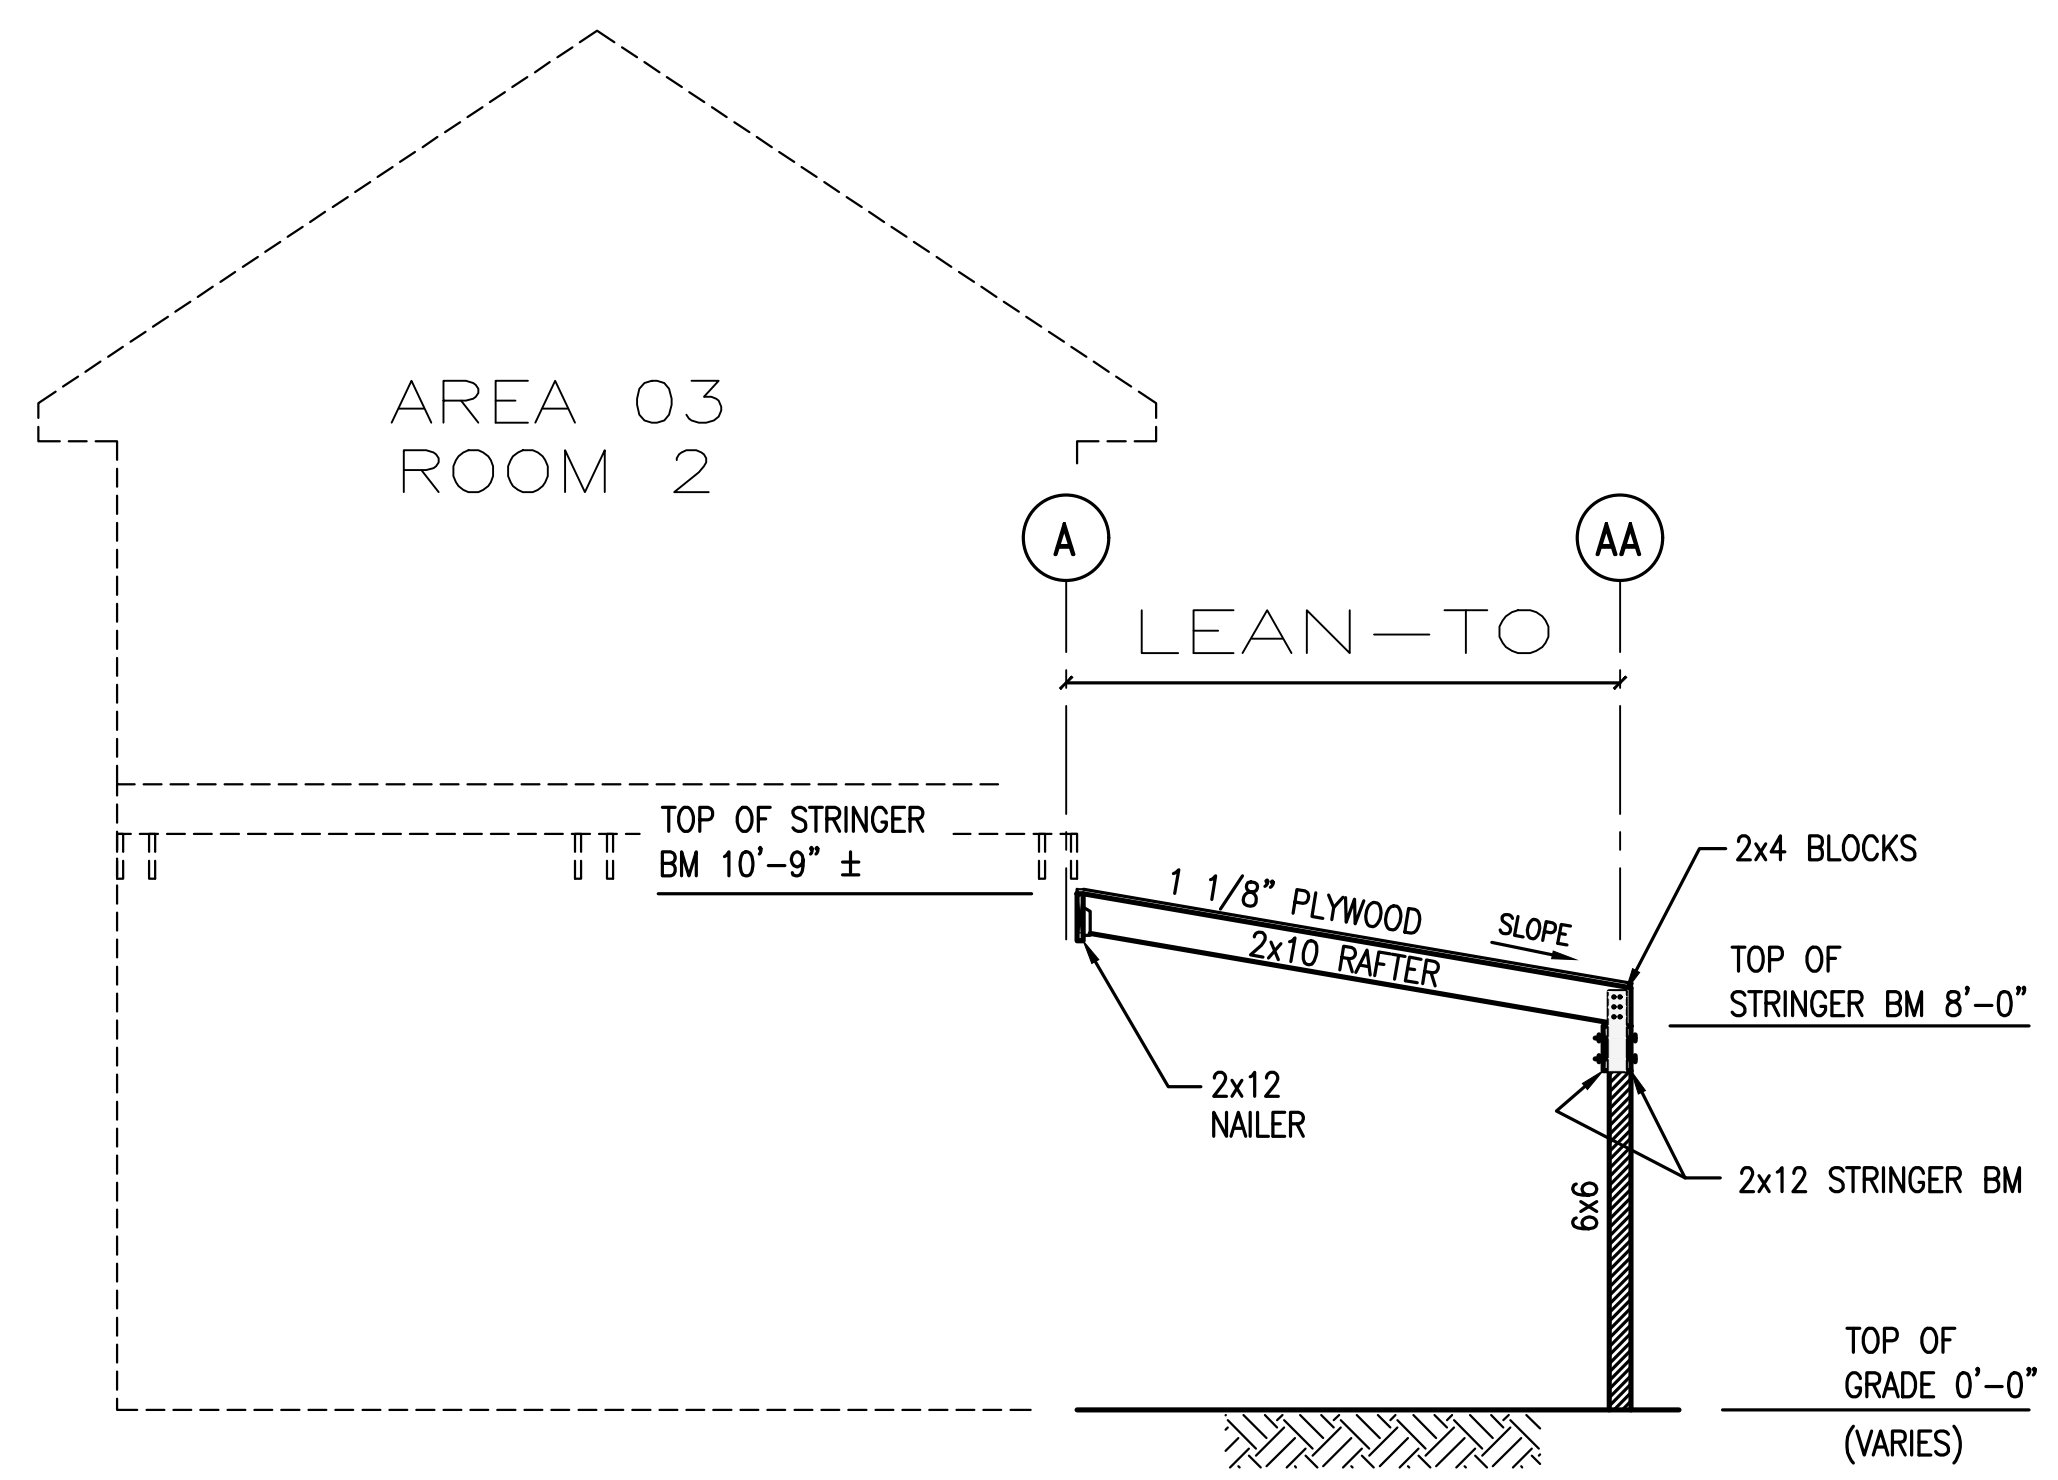 AREA 03
ROOM 2
A
AA
LEAN-TO
TOP OF STRINGER
BM 10'-9" ±
2x4 BLOCKS
1 1/8" PLYWOOD
SLOPE
2x10 RAFTER
TOP OF
STRINGER BM 8'-0"
2x12
NAILER
2x12 STRINGER BM
6x6
TOP OF
GRADE 0'-0"
(VARIES)